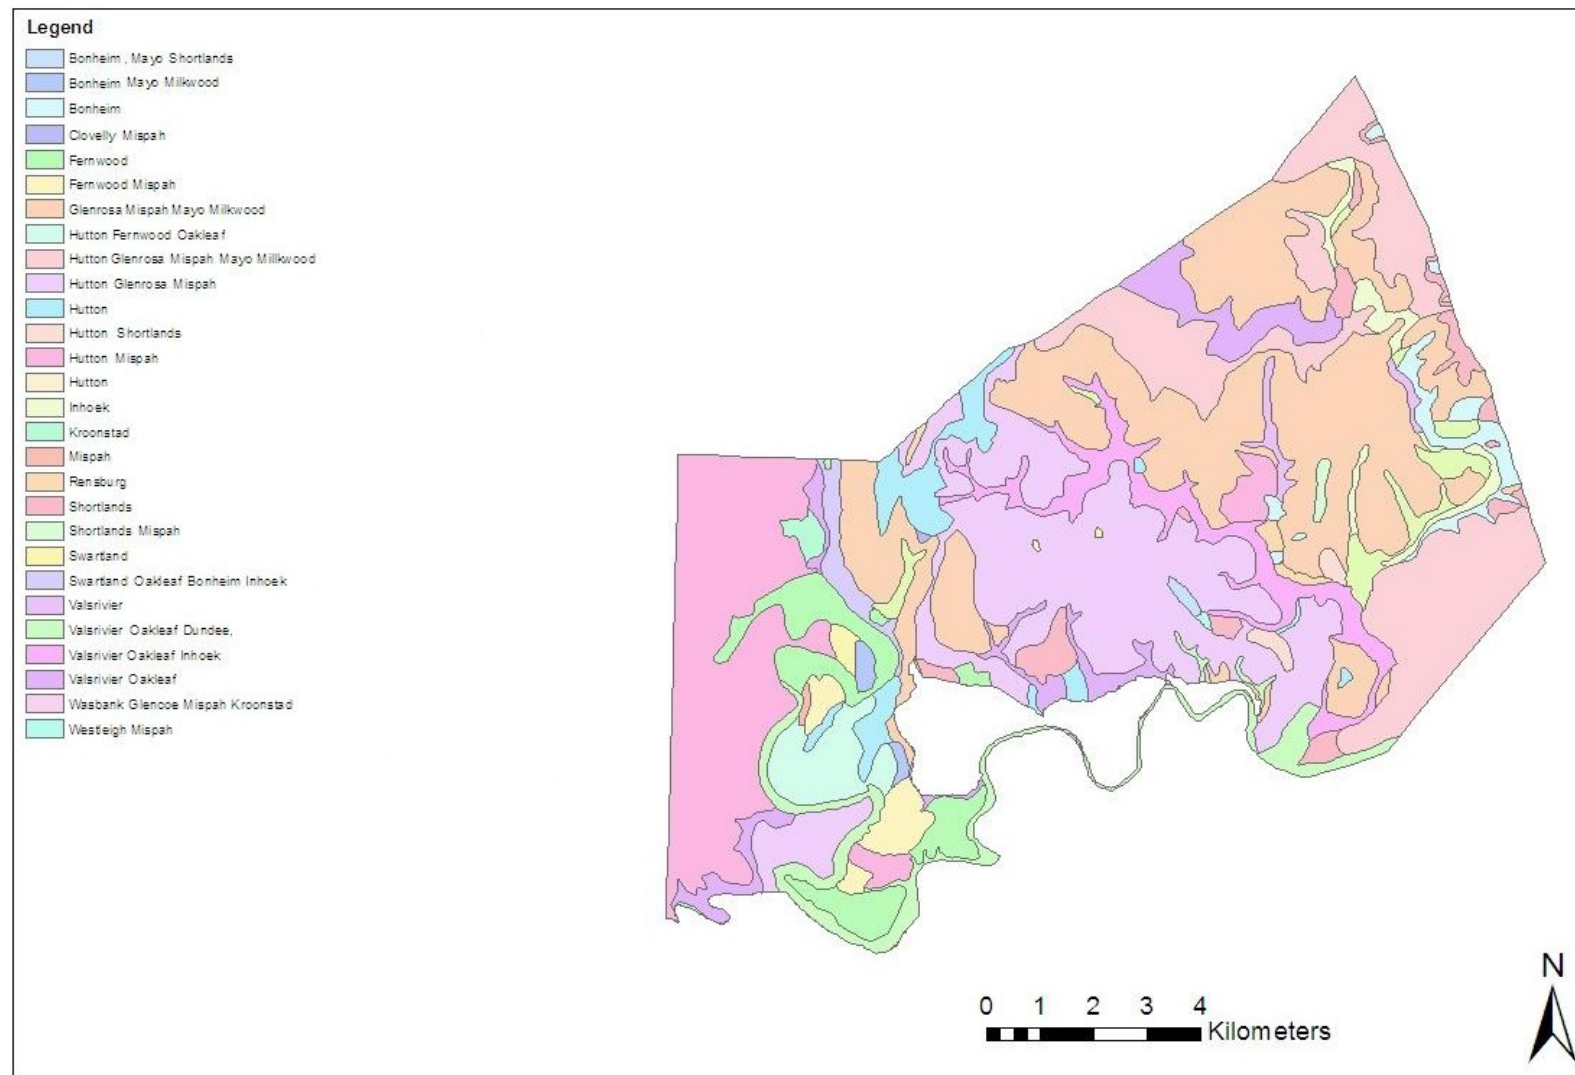 Legend
Bonheim , Mayo Shortlands
Bonheim Mayo Milkwood
Bonheim
Clovelly Mispah
Fernwood
Fernwood Mispah
Glenrosa Mispah Mayo Milkwood
Hutton Fernwood Oakleaf
Hutton Glenrosa Mispah Mayo Millkwood
Hutton Glenrosa Mispah
Hutton
Hutton Shortlands
Hutton Mispah
Hutton
Inhoek
Kroonstad
Mispah
Rensburg
Shortlands
Shortlands Mispah
Swartland
Swartland Oakleaf Bonheim Inhoek
Valsrivier
Valsrivier Oakleaf Dundee,
Valsrivier Oakleaf Inhoek
Valsrivier Oakleaf
Wasbank Glencoe Mispah Kroonstad
Westleigh Mispah
N
0 1 2 3 4
Kilometers